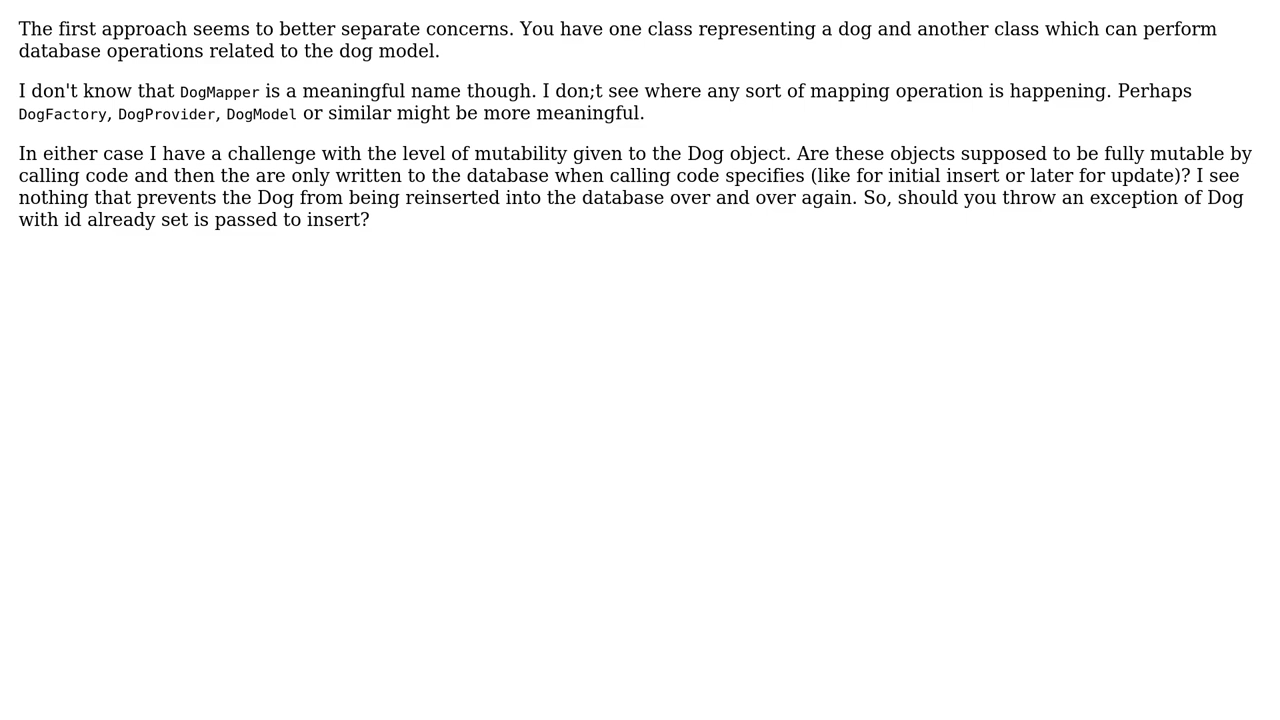 The first approach seems to better separate concerns. You have one class representing a dog and another class which can perform
database operations related to the dog model.
I don't know that DogMapper is a meaningful name though. I don;t see where any sort of mapping operation is happening. Perhaps
DogFactory, DogProvider, DogModel or similar might be more meaningful.
In either case I have a challenge with the level of mutability given to the Dog object. Are these objects supposed to be fully mutable by
calling code and then the are only written to the database when calling code specifies (like for initial insert or later for update)? I see
nothing that prevents the Dog from being reinserted into the database over and over again. So, should you throw an exception of Dog
with id already set is passed to insert?